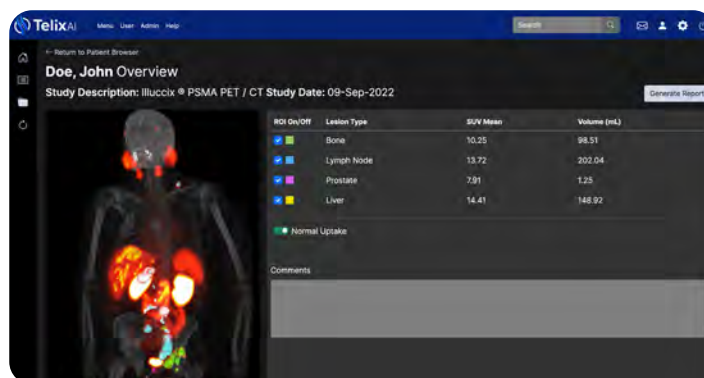 TelixAI Menu User Admin Help Search
← Return to Patient Browser
Doe, John Overview
Study Description: Illuccix ® PSMA PET / CT Study Date: 09-Sep-2022
Generate Report
ROI On/Off Lesion Type SUV Mean Volume (mL)
Bone 10.25 98.51
Lymph Node 13.72 202.04
Prostate 7.91 1.25
Liver 14.41 148.92
Normal Uptake
Comments